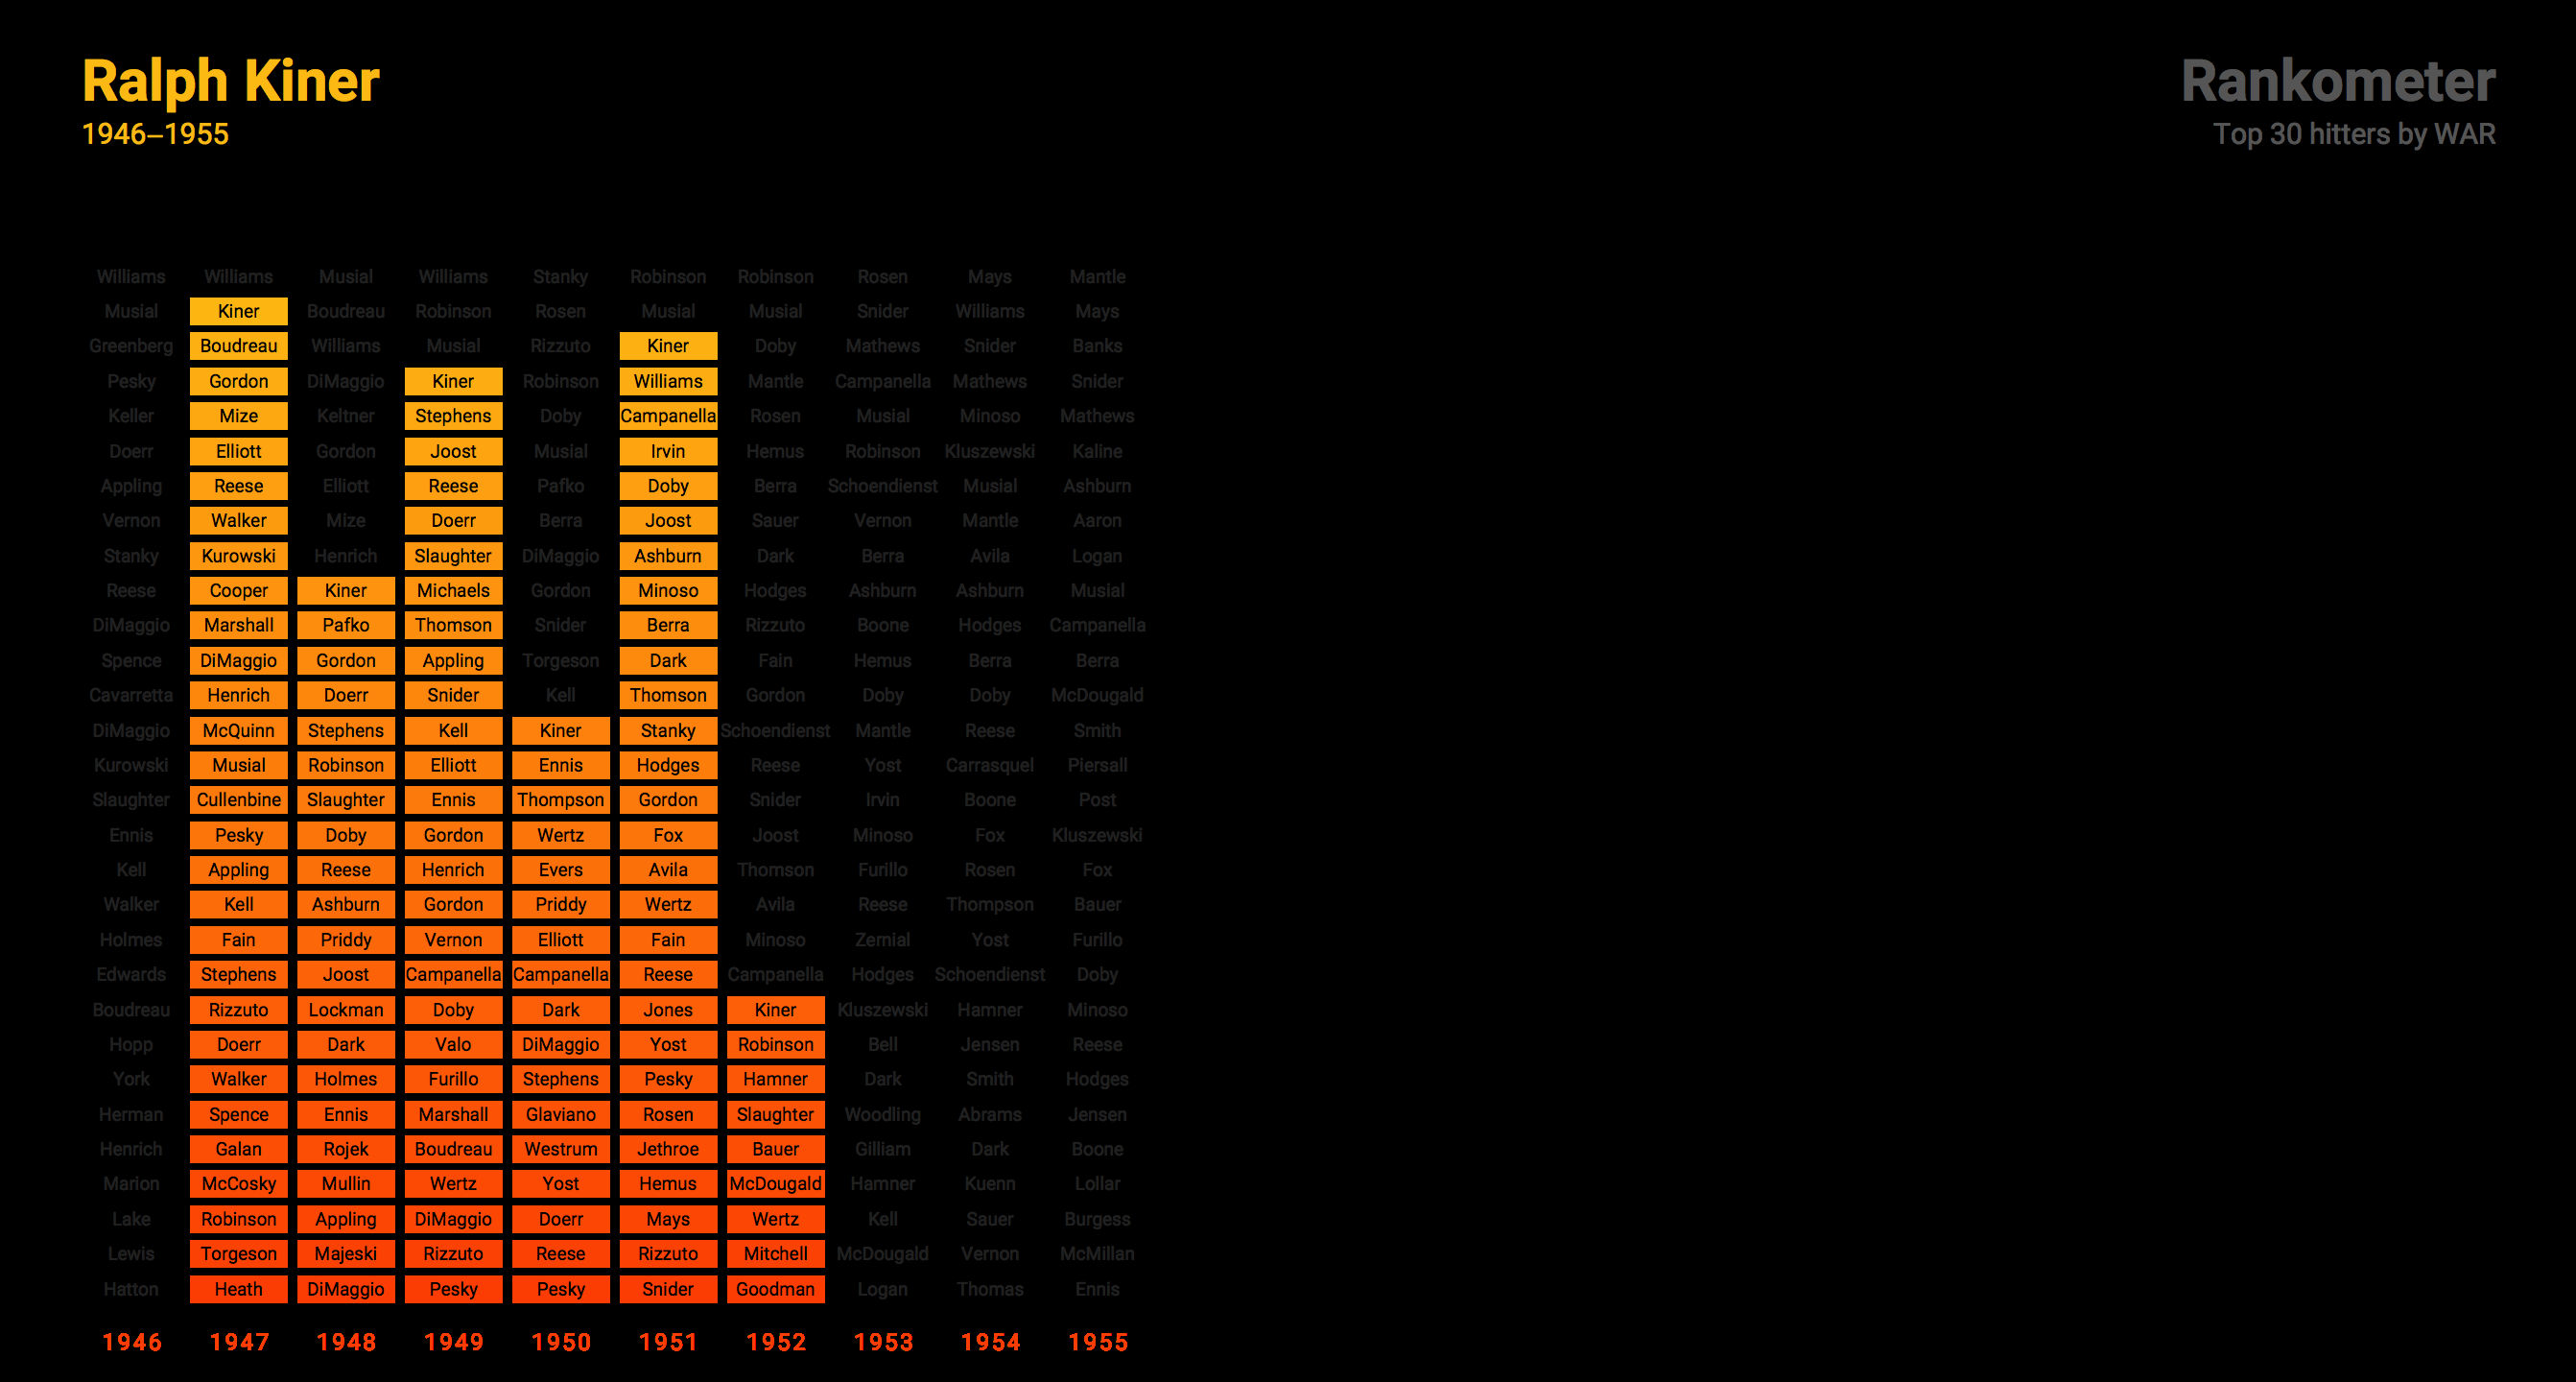 Ralph Kiner
1946–1955
Rankometer
Top 30 hitters by WAR
Williams Williams Musial Williams Stanky Robinson Robinson Rosen Mays Mantle
Musial Kiner Boudreau Robinson Rosen Musial Musial Snider Williams Mays
Greenberg Boudreau Williams Musial Rizzuto Kiner Doby Mathews Snider Banks
Pesky Gordon DiMaggio Kiner Robinson Williams Mantle Campanella Mathews Snider
Keller Mize Keltner Stephens Doby Campanella Rosen Musial Minoso Mathews
Doerr Elliott Gordon Joost Musial Irvin Hemus Robinson Kluszewski Kaline
Appling Reese Elliott Reese Pafko Doby Berra Schoendienst Musial Ashburn
Vernon Walker Mize Doerr Berra Joost Sauer Vernon Mantle Aaron
Stanky Kurowski Henrich Slaughter DiMaggio Ashburn Dark Berra Avila Logan
Reese Cooper Kiner Michaels Gordon Minoso Hodges Ashburn Ashburn Musial
DiMaggio Marshall Pafko Thomson Snider Berra Rizzuto Boone Hodges Campanella
Spence DiMaggio Gordon Appling Torgeson Dark Fain Hemus Berra Berra
Cavarretta Henrich Doerr Snider Kell Thomson Gordon Doby Doby McDougald
DiMaggio McQuinn Stephens Kell Kiner Stanky Schoendienst Mantle Reese Smith
Kurowski Musial Robinson Elliott Ennis Hodges Reese Yost Carrasquel Piersall
Slaughter Cullenbine Slaughter Ennis Thompson Gordon Snider Irvin Boone Post
Ennis Pesky Doby Gordon Wertz Fox Joost Minoso Fox Kluszewski
Kell Appling Reese Henrich Evers Avila Thomson Furillo Rosen Fox
Walker Kell Ashburn Gordon Priddy Wertz Avila Reese Thompson Bauer
Holmes Fain Priddy Vernon Elliott Fain Minoso Zernial Yost Furillo
Edwards Stephens Joost Campanella Campanella Reese Campanella Hodges Schoendienst Doby
Boudreau Rizzuto Lockman Doby Dark Jones Kiner Kluszewski Hamner Minoso
Hopp Doerr Dark Valo DiMaggio Yost Robinson Bell Jensen Reese
York Walker Holmes Furillo Stephens Pesky Hamner Dark Smith Hodges
Herman Spence Ennis Marshall Glaviano Rosen Slaughter Woodling Abrams Jensen
Henrich Galan Rojek Boudreau Westrum Jethroe Bauer Gilliam Dark Boone
Marion McCosky Mullin Wertz Yost Hemus McDougald Hamner Kuenn Lollar
Lake Robinson Appling DiMaggio Doerr Mays Wertz Kell Sauer Burgess
Lewis Torgeson Majeski Rizzuto Reese Rizzuto Mitchell McDougald Vernon McMillan
Hatton Heath DiMaggio Pesky Pesky Snider Goodman Logan Thomas Ennis
1946 1947 1948 1949 1950 1951 1952 1953 1954 1955